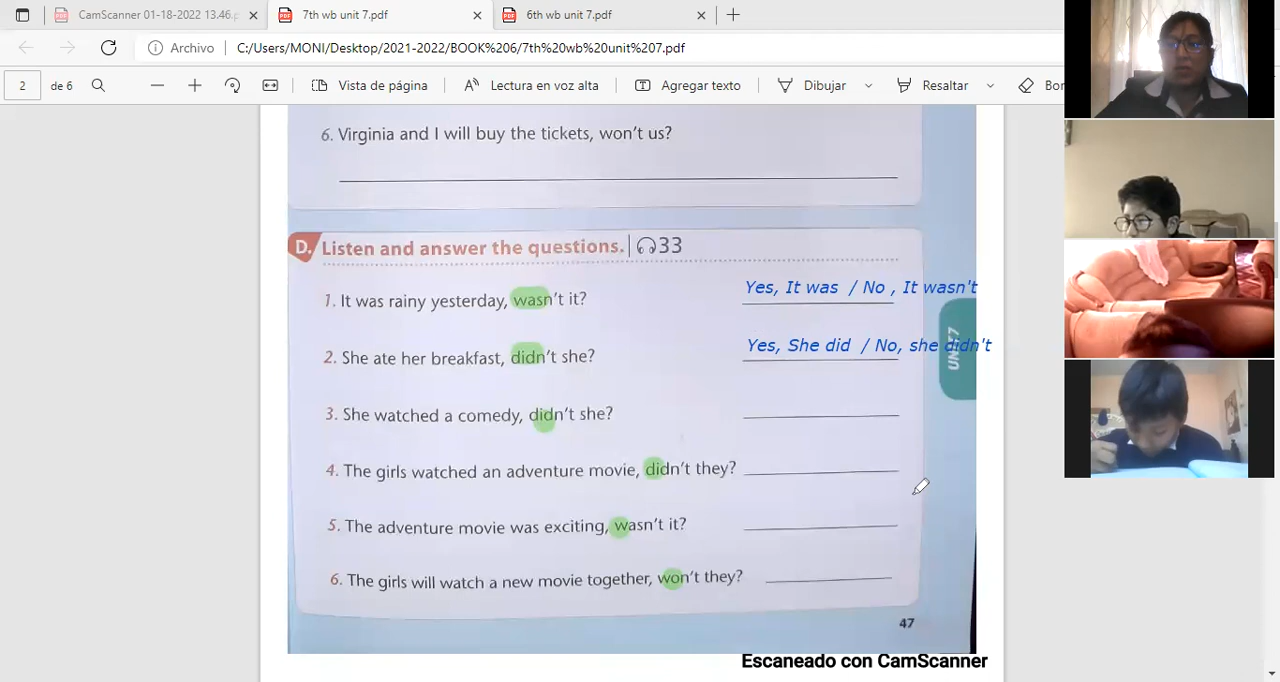 CamScanner 01-18-2022 13.46.p
7th wb unit 7.pdf
6th wb unit 7.pdf
Archivo
C:/Users/MONI/Desktop/2021-2022/BOOK%206/7th%20wb%20unit%207.pdf
2
de 6
Vista de página
Lectura en voz alta
Agregar texto
Dibujar
Resaltar
Bor
6. Virginia and I will buy the tickets, won't us?
D. Listen and answer the questions. 33
1. It was rainy yesterday, wasn't it?
Yes, It was / No , It wasn't
2. She ate her breakfast, didn't she?
Yes, She did / No, she didn't
UNIT 7
3. She watched a comedy, didn't she?
4. The girls watched an adventure movie, didn't they?
5. The adventure movie was exciting, wasn't it?
6. The girls will watch a new movie together, won't they?
47
Escaneado con CamScanner